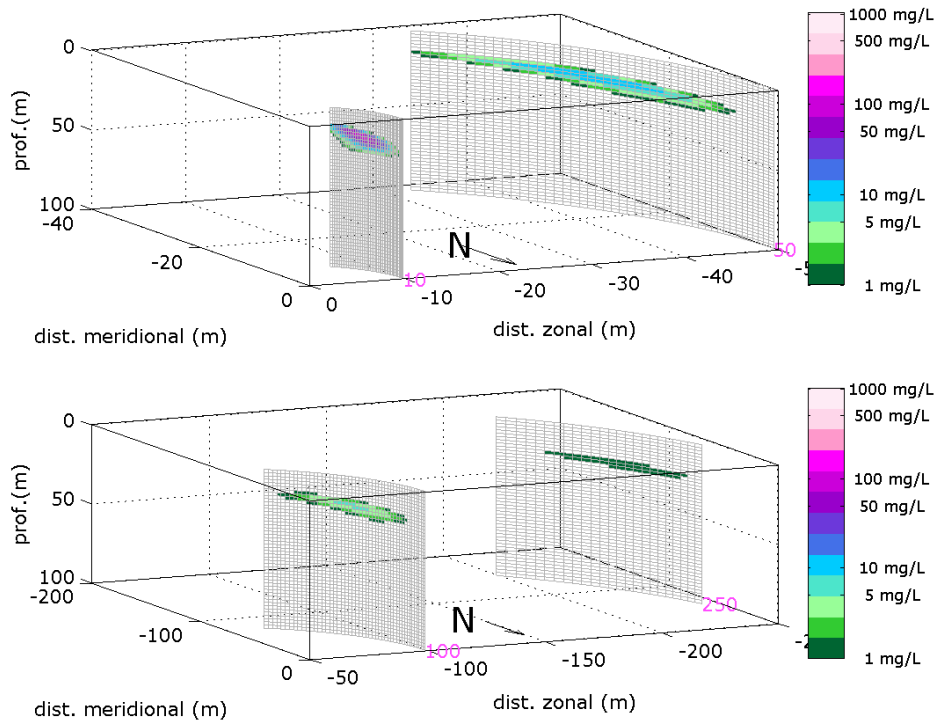 0
50
100
prof.(m)
-40
-20
0
dist. meridional (m)
0
-10
-20
-30
-40
-5
dist. zonal (m)
N
10
50
1000 mg/L
500 mg/L
100 mg/L
50 mg/L
10 mg/L
5 mg/L
1 mg/L
0
50
100
prof.(m)
-200
-100
0
dist. meridional (m)
-50
-100
-150
-200
-2
dist. zonal (m)
N
100
250
1000 mg/L
500 mg/L
100 mg/L
50 mg/L
10 mg/L
5 mg/L
1 mg/L